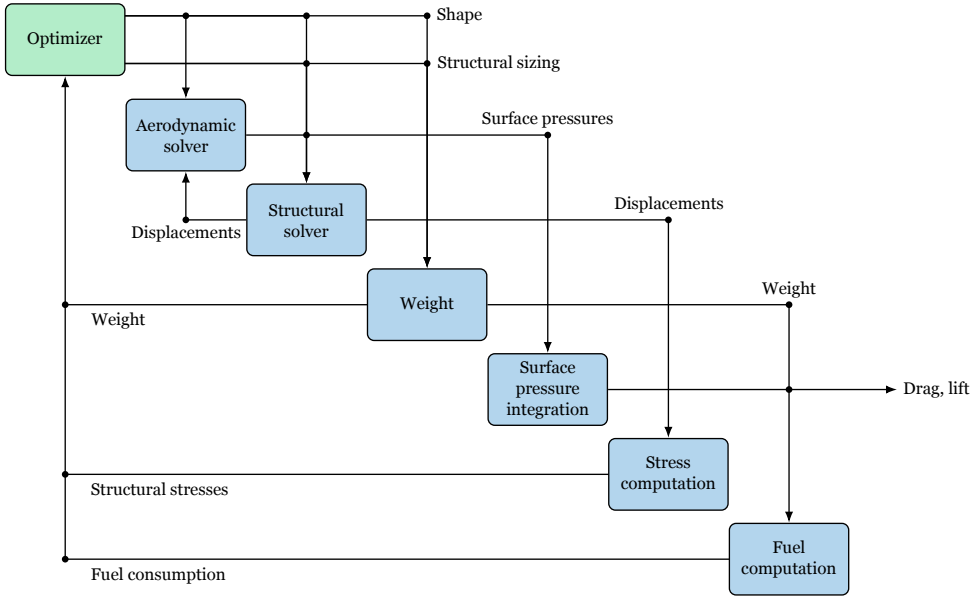 Optimizer
Shape
Structural sizing
Aerodynamic
solver
Surface pressures
Structural
solver
Displacements
Displacements
Weight
Weight
Weight
Surface
pressure
integration
Drag, lift
Stress
computation
Structural stresses
Fuel
computation
Fuel consumption